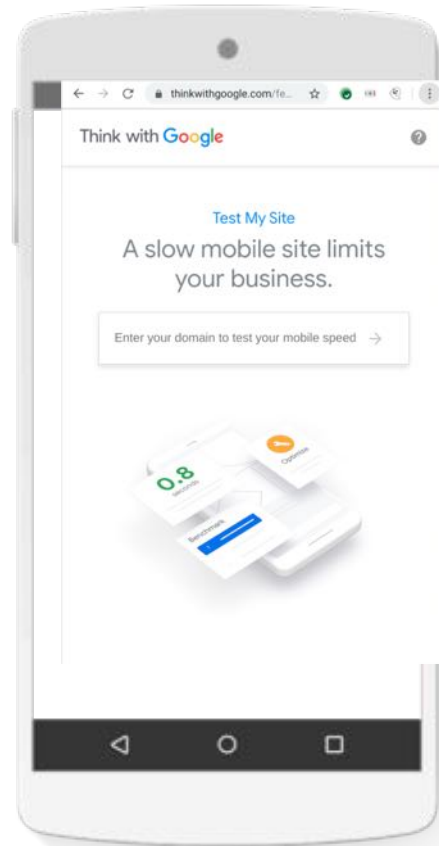 thinkwithgoogle.com/fe...
Think with Google
Test My Site
A slow mobile site limits
your business.
Enter your domain to test your mobile speed
0.8
seconds
Optimise
Benchmark